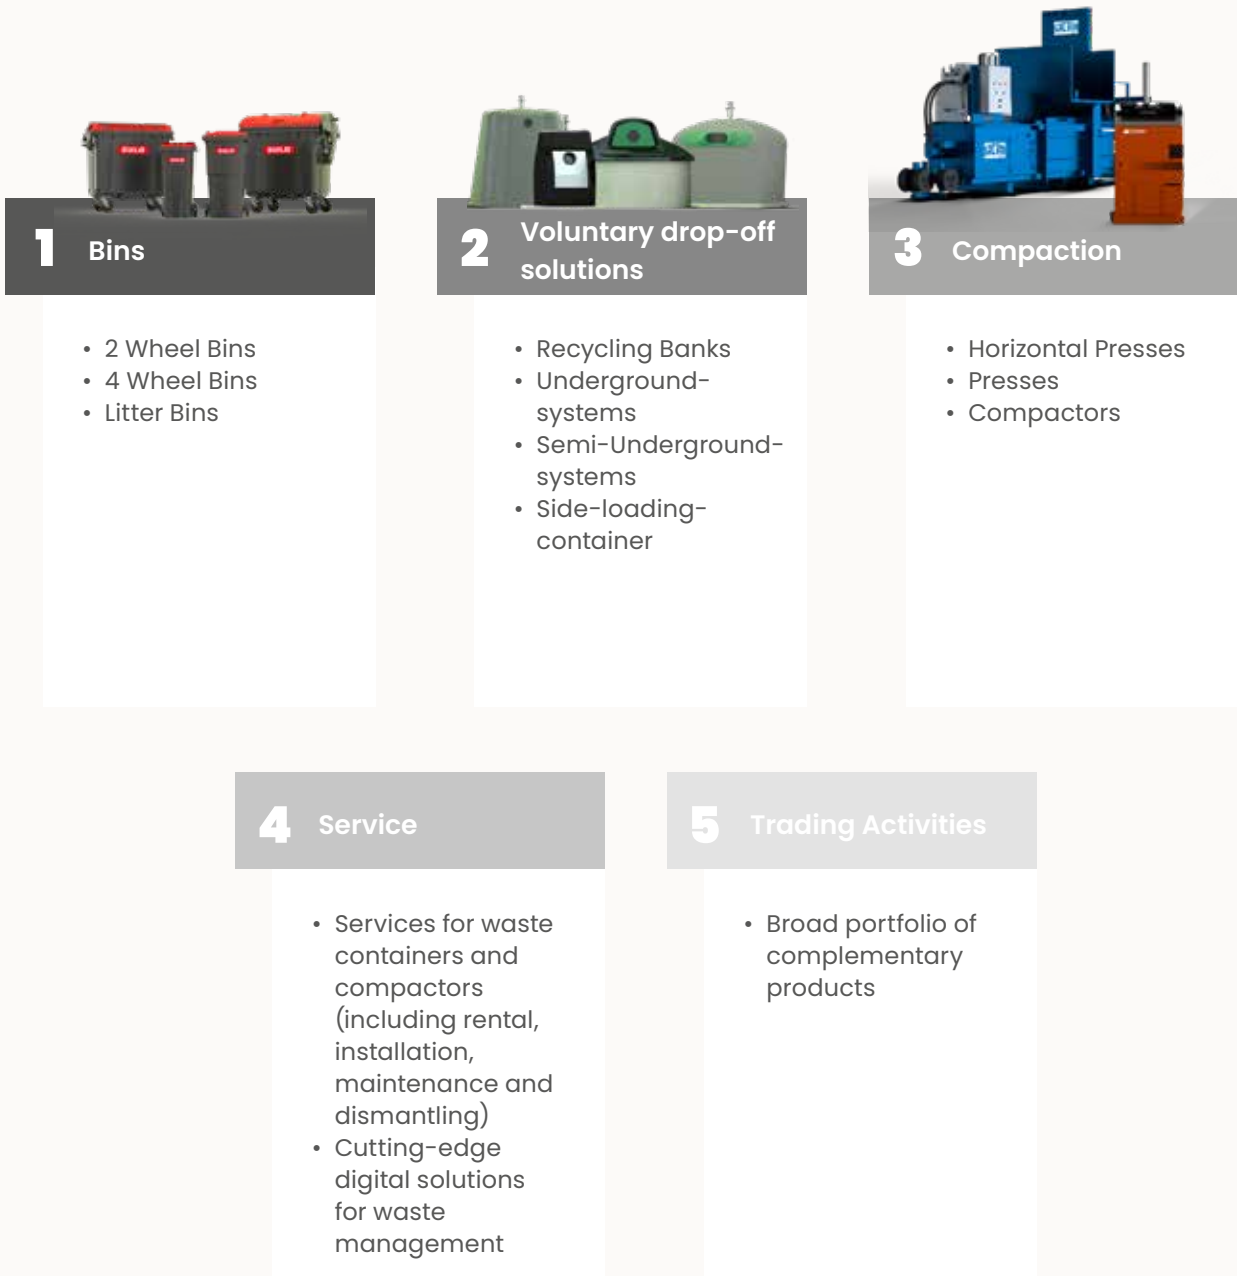 1 Bins
• 2 Wheel Bins
• 4 Wheel Bins
• Litter Bins
2 Voluntary drop-off
solutions
• Recycling Banks
• Underground-
systems
• Semi-Underground-
systems
• Side-loading-
container
3 Compaction
• Horizontal Presses
• Presses
• Compactors
4 Service
• Services for waste
containers and
compactors
(including rental,
installation,
maintenance and
dismantling)
• Cutting-edge
digital solutions
for waste
management
5 Trading Activities
• Broad portfolio of
complementary
products